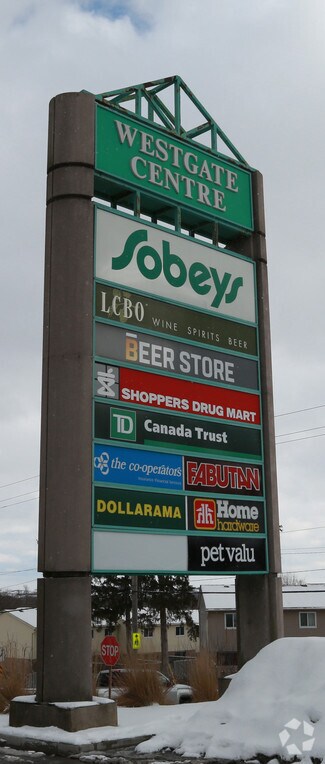 WESTGATE
CENTRE
Sobeys
LCBO WINE SPIRITS BEER
BEER STORE
SHOPPERS DRUG MART
TD Canada Trust
the co-operators FABUTAN
DOLLARAMA Home
hardware
pet valu
STOP